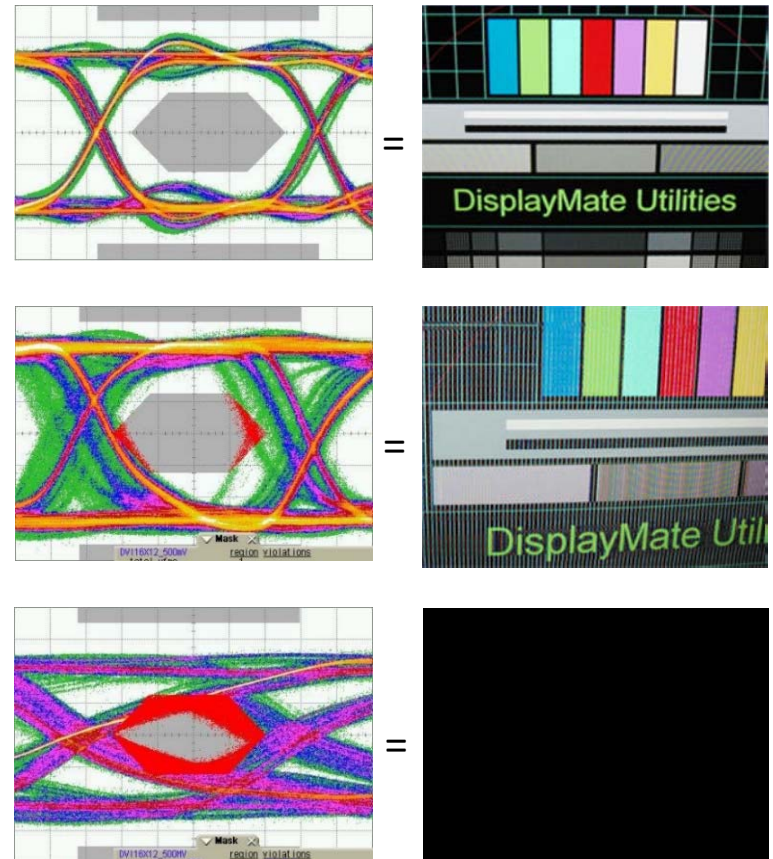 =
DisplayMate Utilities
=
Mask
DVI16X12_500mV region violations
DisplayMate Util
=
Mask
DVI16X12_500mV region violations